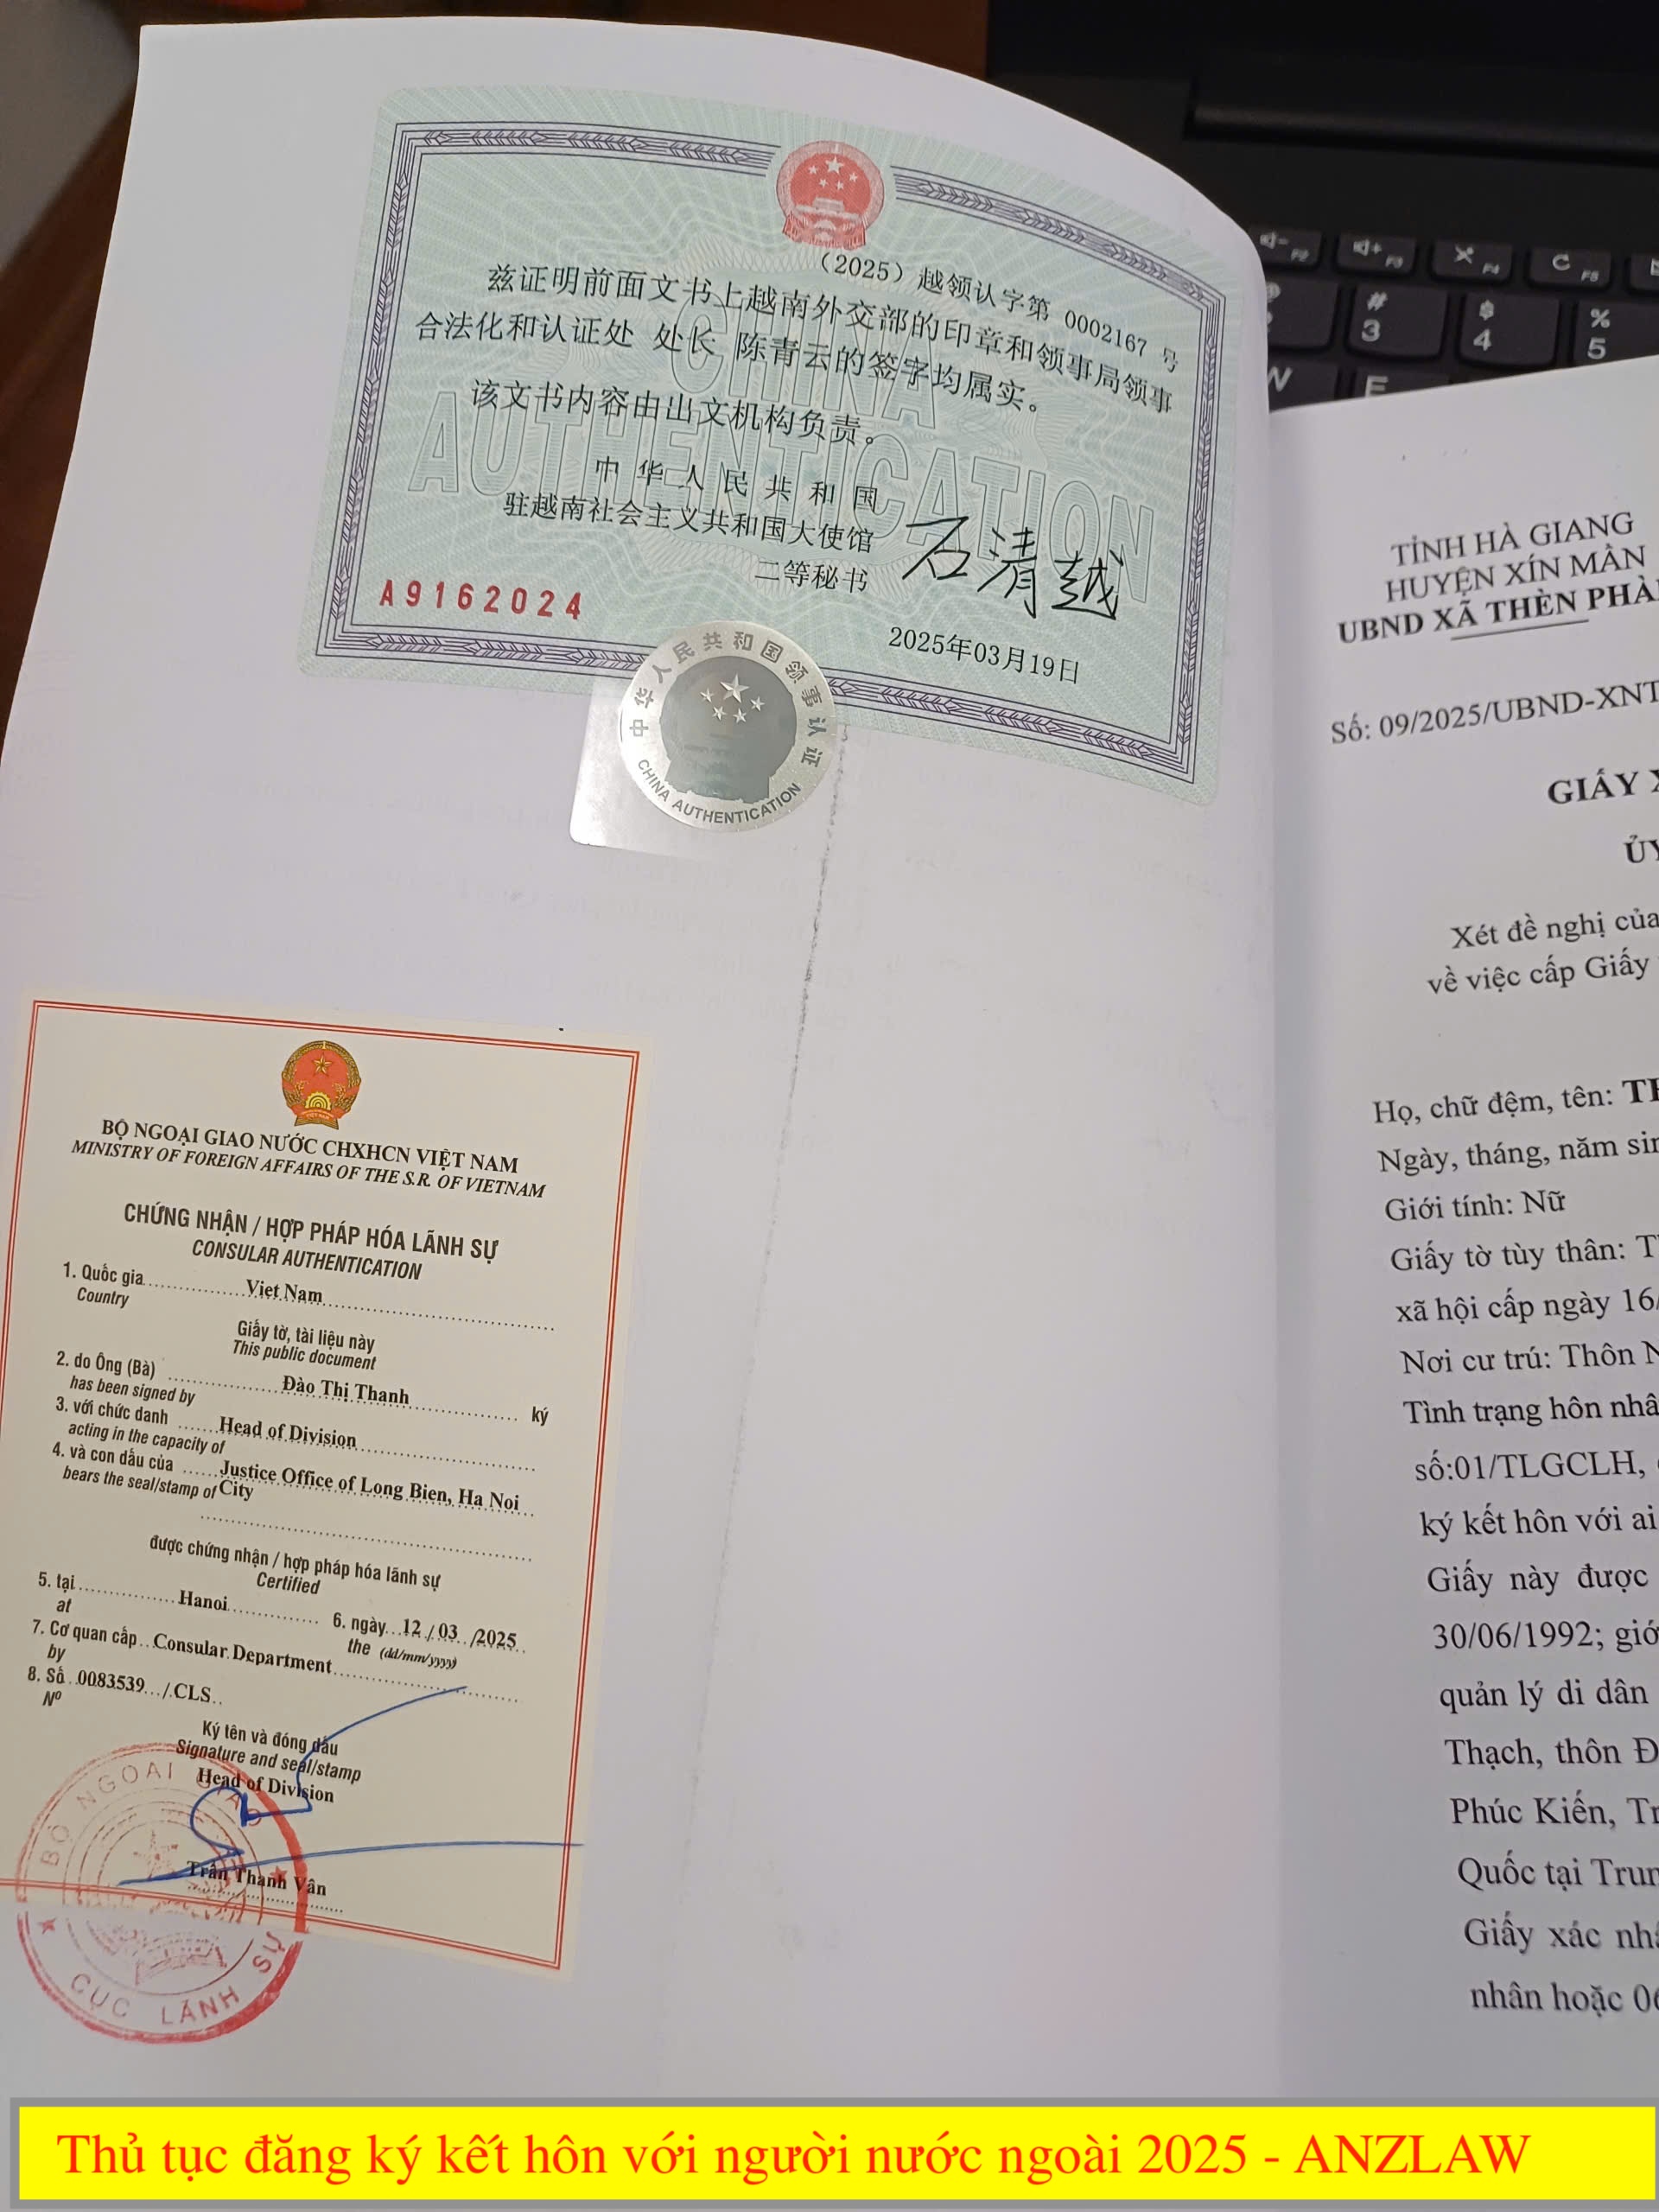 (2025) 越领认字第 0002167 号
兹证明前面文书上越南外交部的印章和领事局领事
合法化和认证处 处长 陈青云的签字均属实。
该文书内容由出文机构负责。
CHINA
AUTHENTICATION
中华人民共和国
驻越南社会主义共和国大使馆
二等秘书
石清越
A9162024
2025年03月19日
中华人民共和国领事认证
CHINA AUTHENTICATION
BỘ NGOẠI GIAO NƯỚC CHXHCN VIỆT NAM
MINISTRY OF FOREIGN AFFAIRS OF THE S.R. OF VIETNAM
CHỨNG NHẬN / HỢP PHÁP HÓA LÃNH SỰ
CONSULAR AUTHENTICATION
1. Quốc gia Viet Nam
Country
Giấy tờ, tài liệu này
This public document
2. do Ông (Bà) Đào Thị Thanh ký
has been signed by
3. với chức danh Head of Division
acting in the capacity of
4. và con dấu của Justice Office of Long Bien, Ha Noi
bears the seal/stamp of City
được chứng nhận / hợp pháp hóa lãnh sự
Certified
5. tại Hanoi 6. ngày 12 / 03 /2025
at the (dd/mm/yyyy)
7. Cơ quan cấp Consular Department
by
8. Số 0083539 / CLS
Nº
Ký tên và đóng dấu
Signature and seal/stamp
Head of Division
Trần Thanh Vân
BỘ NGOẠI GIAO
CỤC LÃNH SỰ
TỈNH HÀ GIANG
HUYỆN XÍN MẦN
UBND XÃ THÈN PHÀ
Số: 09/2025/UBND-XNT
GIẤY
ỦY
Xét đề nghị của
về việc cấp Giấy
Họ, chữ đệm, tên:
Ngày, tháng, năm
Giới tính: Nữ
Giấy tờ tùy thân:
xã hội cấp ngày 16/
Nơi cư trú: Thôn N
Tình trạng hôn nhâ
số:01/TLGCLH,
ký kết hôn với ai
Giấy này được
30/06/1992; giớ
quản lý di dân
Thạch, thôn Đ
Phúc Kiến, Tr
Quốc tại Trun
Giấy xác nhậ
nhân hoặc 06
F2 F3 F4 F5
# $ %
3 4 5
W E
Thủ tục đăng ký kết hôn với người nước ngoài 2025 - ANZLAW